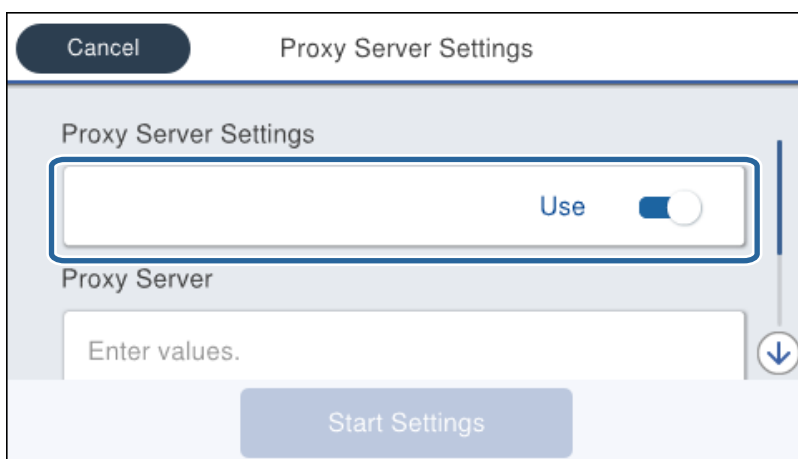 Cancel
Proxy Server Settings
Proxy Server Settings
Use
Proxy Server
Enter values.
Start Settings